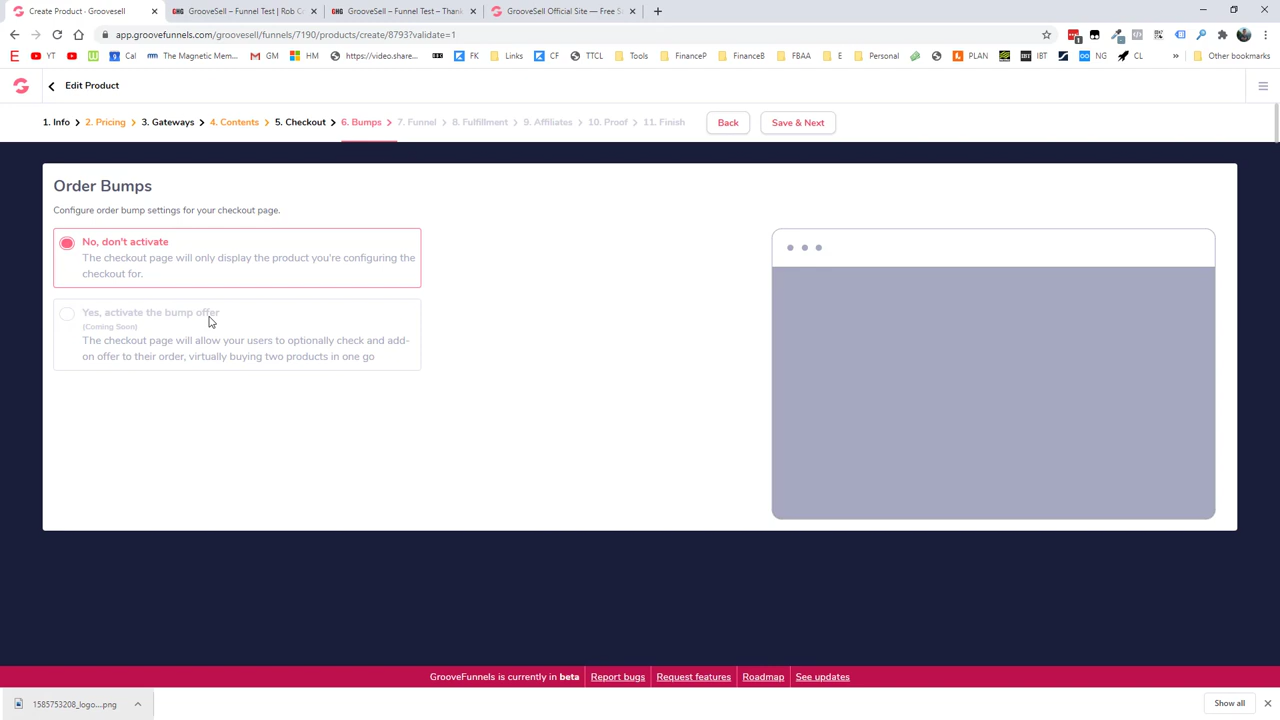 Create Product - Groovesell
GrooveSell – Funnel Test | Rob C
GrooveSell – Funnel Test – Thank
GrooveSell Official Site — Free S
app.groovefunnels.com/groovesell/funnels/7190/products/create/8793?validate=1
YT
Cal
The Magnetic Mem...
GM
HM
https://video.share...
FK
Links
CF
TTCL
Tools
FinanceP
FinanceB
FBAA
E
Personal
PLAN
IBT
NG
CL
»
Other bookmarks
Edit Product
1. Info
2. Pricing
3. Gateways
4. Contents
5. Checkout
6. Bumps
7. Funnel
8. Fulfillment
9. Affiliates
10. Proof
11. Finish
Back
Save & Next
Order Bumps
Configure order bump settings for your checkout page.
No, don't activate
The checkout page will only display the product you're configuring the
checkout for.
Yes, activate the bump offer
(Coming Soon)
The checkout page will allow your users to optionally check and add-
on offer to their order, virtually buying two products in one go
GrooveFunnels is currently in beta
Report bugs
Request features
Roadmap
See updates
1585753208_logo....png
Show all